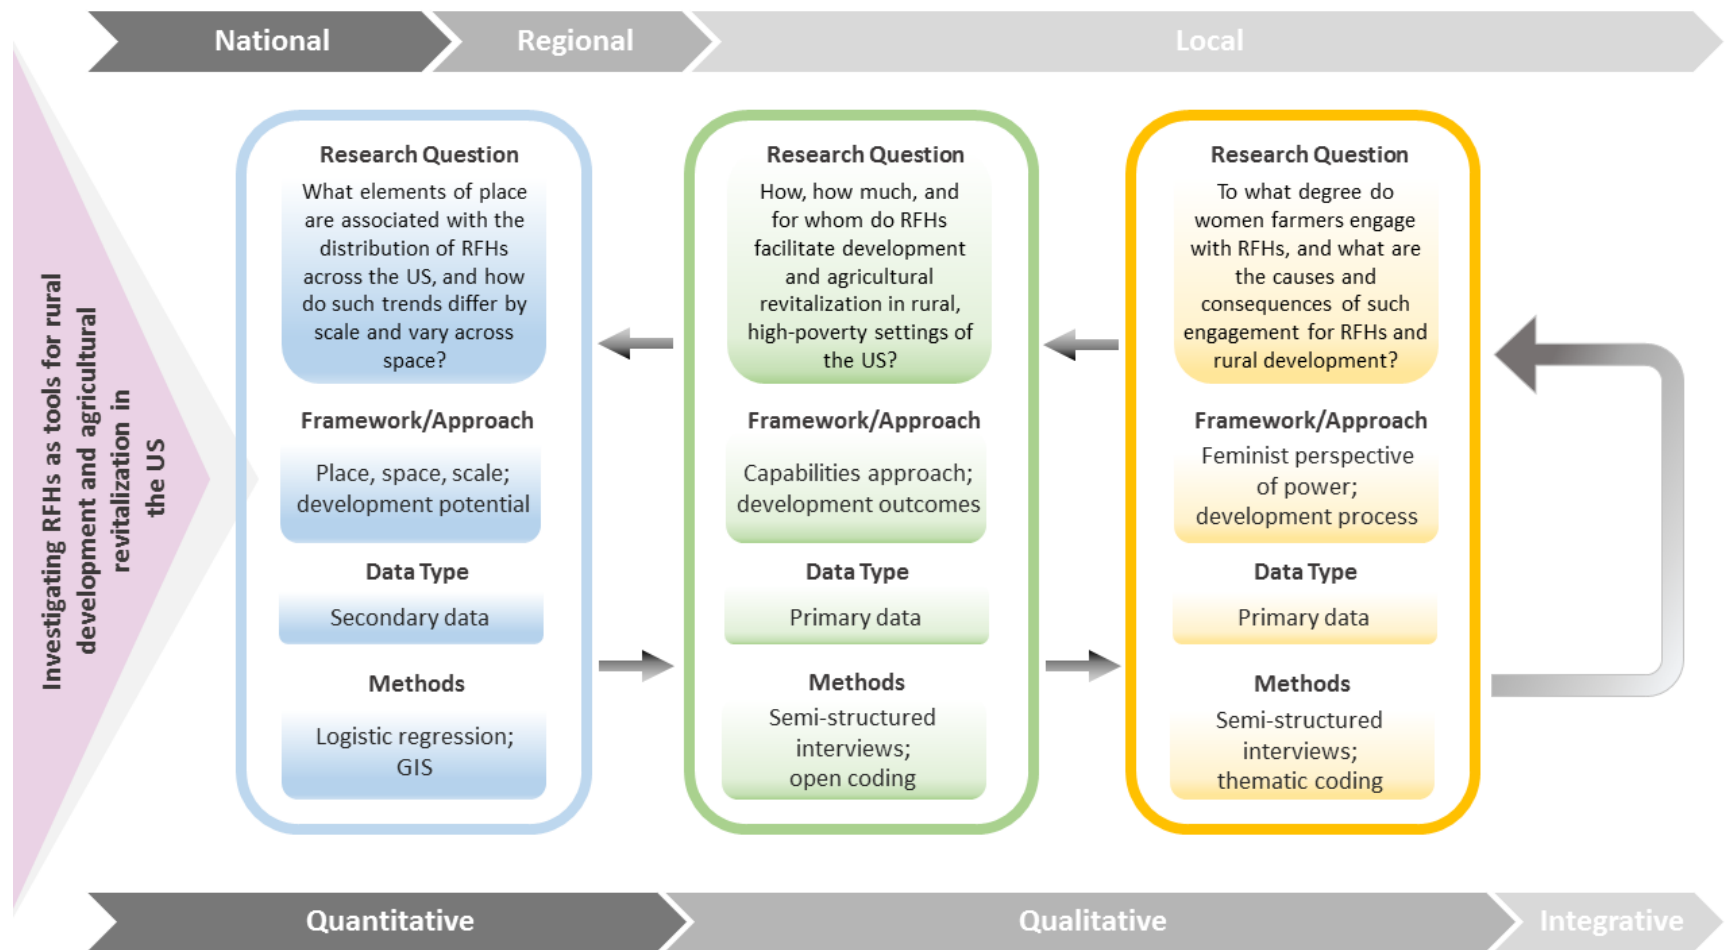 National
Regional
Local
Investigating RFHs as tools for rural
development and agricultural
revitalization in
the US
Research Question
What elements of place
are associated with the
distribution of RFHs
across the US, and how
do such trends differ by
scale and vary across
space?
Framework/Approach
Place, space, scale;
development potential
Data Type
Secondary data
Methods
Logistic regression;
GIS
Research Question
How, how much, and
for whom do RFHs
facilitate development
and agricultural
revitalization in rural,
high-poverty settings of
the US?
Framework/Approach
Capabilities approach;
development outcomes
Data Type
Primary data
Methods
Semi-structured
interviews;
open coding
Research Question
To what degree do
women farmers engage
with RFHs, and what are
the causes and
consequences of such
engagement for RFHs and
rural development?
Framework/Approach
Feminist perspective
of power;
development process
Data Type
Primary data
Methods
Semi-structured
interviews;
thematic coding
Quantitative
Qualitative
Integrative